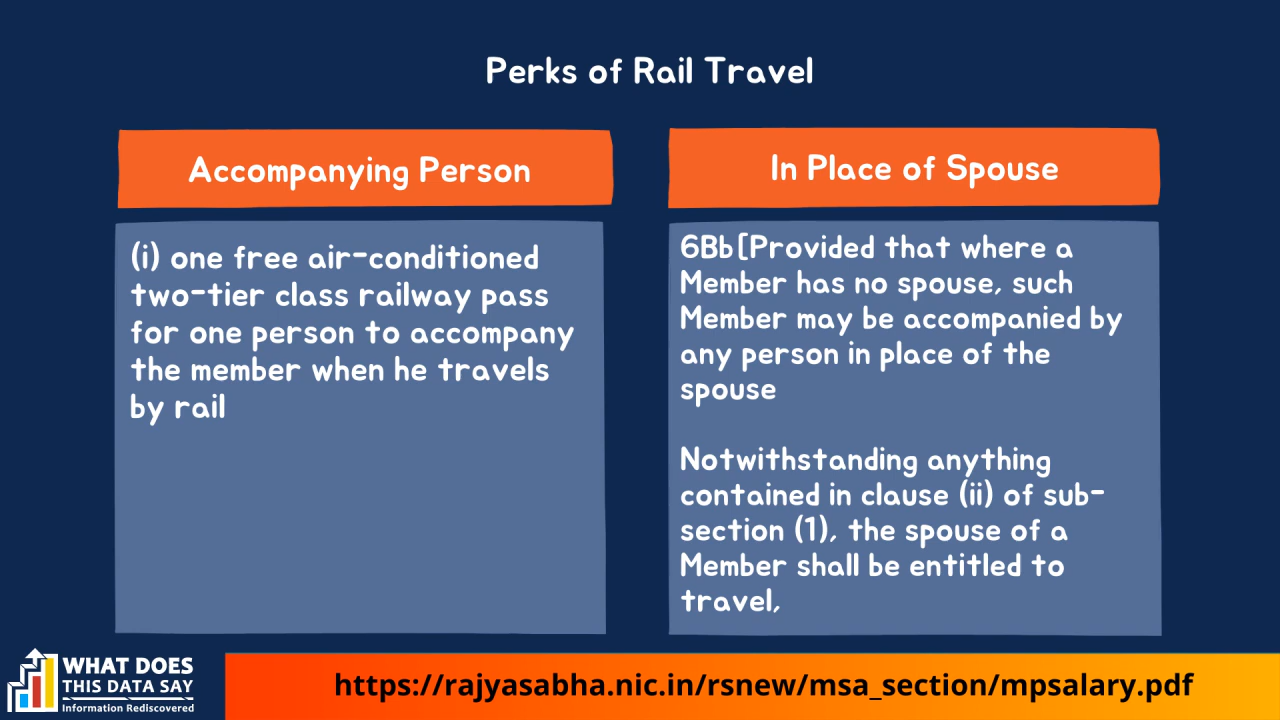 Perks of Rail Travel
Accompanying Person
(i) one free air-conditioned
two-tier class railway pass
for one person to accompany
the member when he travels
by rail
In Place of Spouse
6Bb[Provided that where a
Member has no spouse, such
Member may be accompanied by
any person in place of the
spouse
Notwithstanding anything
contained in clause (ii) of sub-
section (1), the spouse of a
Member shall be entitled to
travel,
WHAT DOES
THIS DATA SAY
Information Rediscovered
https://rajyasabha.nic.in/rsnew/msa_section/mpsalary.pdf